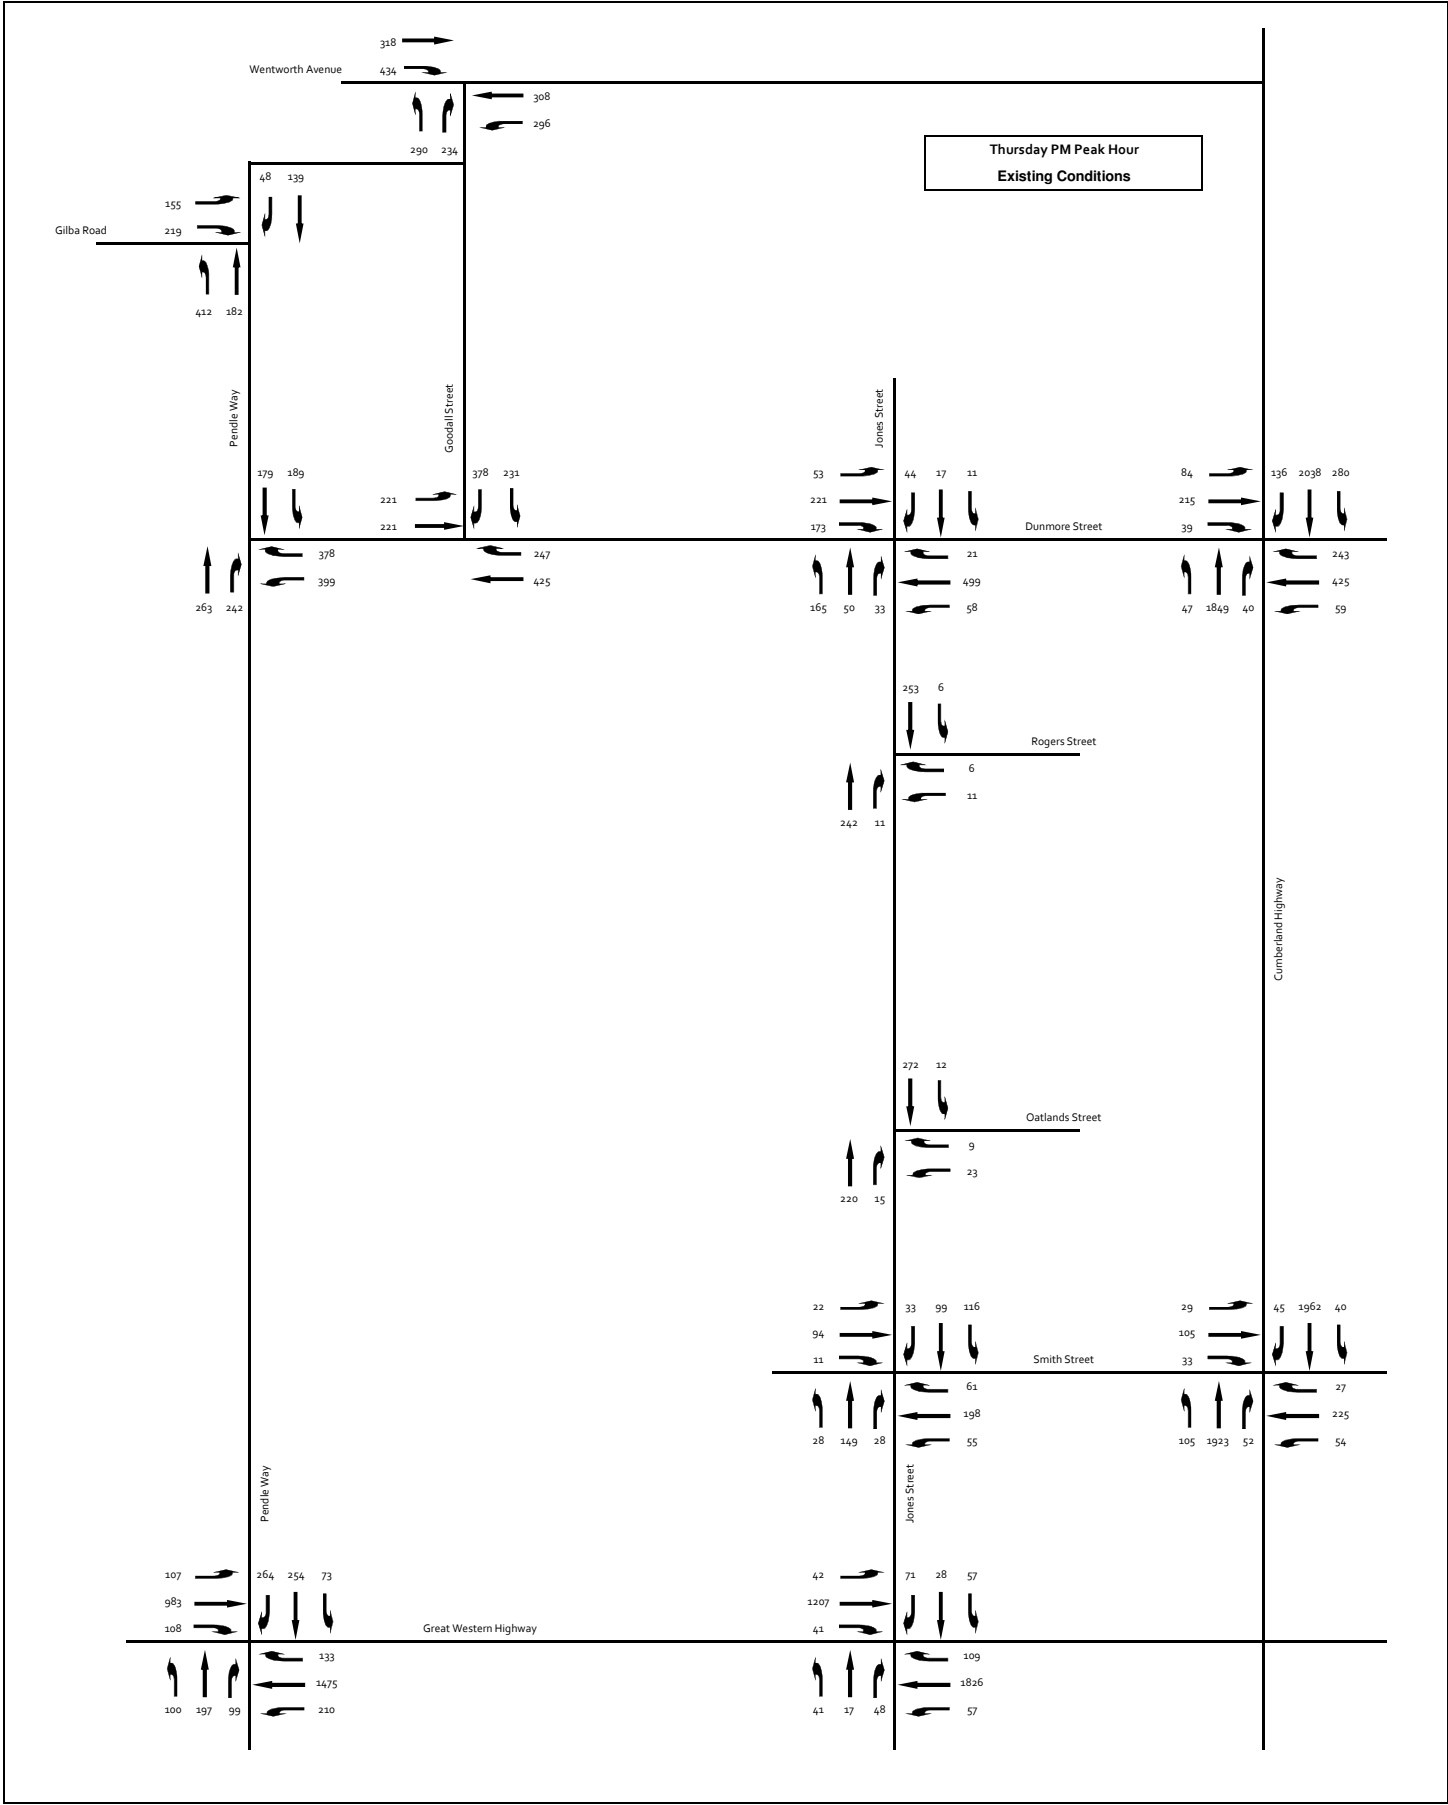 318
Wentworth Avenue 434
308
296
290 234
Thursday PM Peak Hour
Existing Conditions
48 139
155
Gilba Road 219
412 182
Pendle Way
Goodall Street
Jones Street
179 189
378 231
221
221
53
221
173
44 17 11
Dunmore Street
84
215
39
136 2038 280
378
399
263 242
247
425
21
499
58
165 50 33
243
425
59
47 1849 40
253 6
Rogers Street
6
11
242 11
Cumberland Highway
272 12
Oatlands Street
9
23
220 15
22
94
11
33 99 116
Smith Street
29
105
33
45 1962 40
61
198
55
28 149 28
27
225
54
105 1923 52
Pendle Way
Jones Street
107
983
108
264 254 73
Great Western Highway
42
1207
41
71 28 57
133
1475
210
100 197 99
109
1826
57
41 17 48